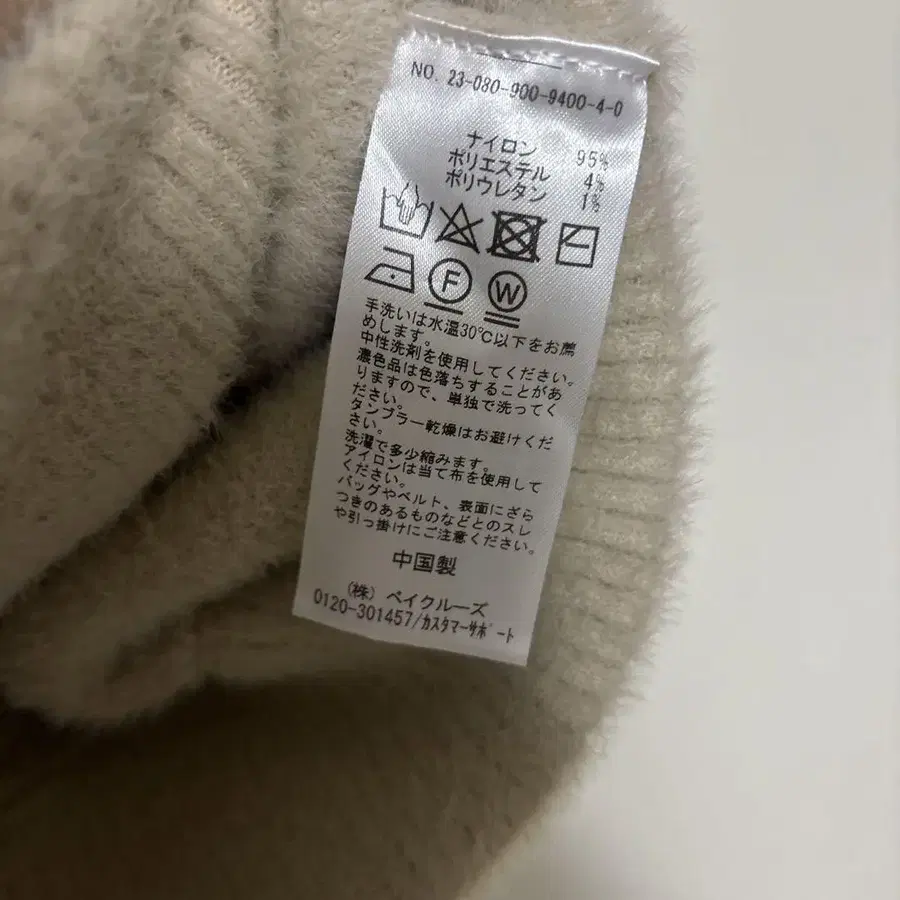 NO. 23-080-900-9400-4-0
ナイロン 95%
ポリエステル 4%
ポリウレタン 1%
F W
手洗いは水温30℃以下をお薦
めします。
中性洗剤を使用してください。
濃色品は色落ちすることがあ
りますので、単独で洗ってく
ださい。
タンブラー乾燥はお避けくだ
さい。
洗濯で多少縮みます。
アイロンは当て布を使用して
ください。
バッグやベルト、表面にざら
つきのあるものなどとのスレ
や引っ掛けにご注意ください。
中国製
(株) ベイクルーズ
0120-301457/カスタマーサポート